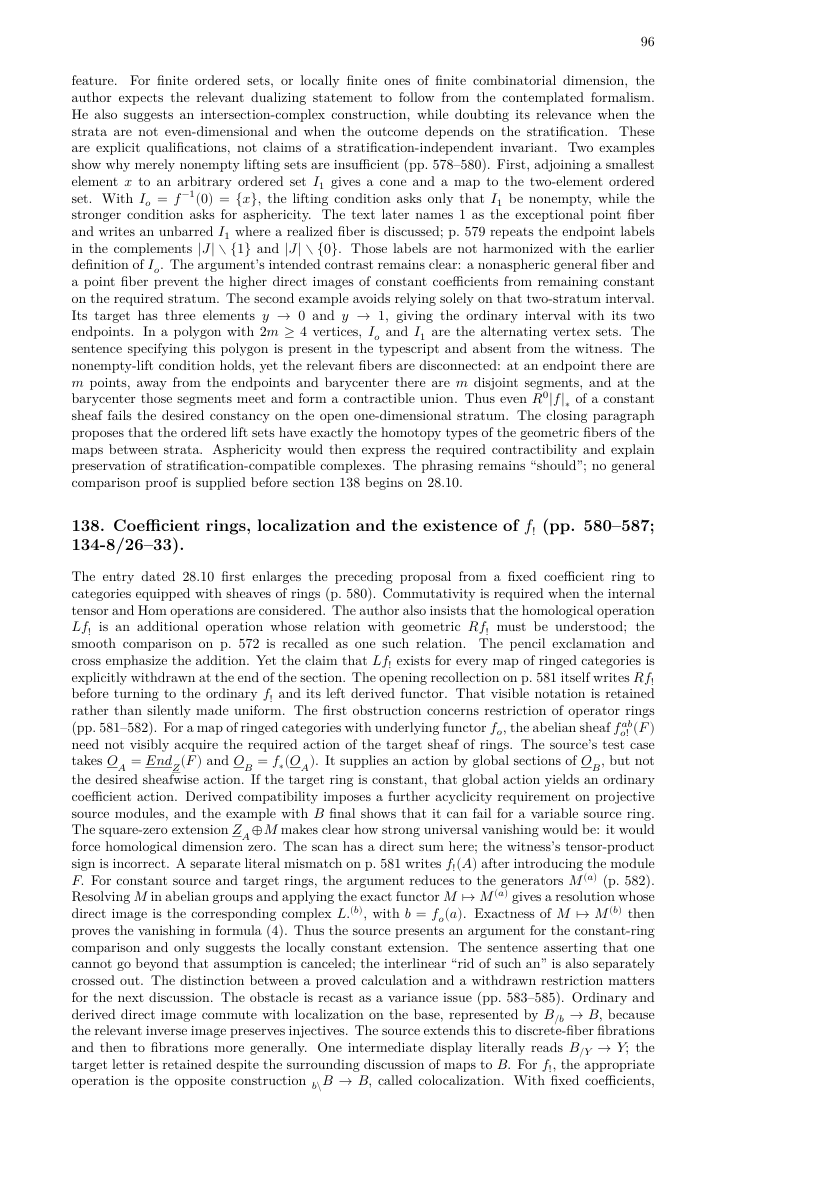 96
feature. For finite ordered sets, or locally finite ones of finite combinatorial dimension, the
author expects the relevant dualizing statement to follow from the contemplated formalism.
He also suggests an intersection-complex construction, while doubting its relevance when the
strata are not even-dimensional and when the outcome depends on the stratification. These
are explicit qualifications, not claims of a stratification-independent invariant. Two examples
show why merely nonempty lifting sets are insufficient (pp. 578–580). First, adjoining a smallest
element x to an arbitrary ordered set I₁ gives a cone and a map to the two-element ordered
set. With Iₒ = f⁻¹(0) = {x}, the lifting condition asks only that I₁ be nonempty, while the
stronger condition asks for asphericity. The text later names 1 as the exceptional point fiber
and writes an unbarred I₁ where a realized fiber is discussed; p. 579 repeats the endpoint labels
in the complements |J| \ {1} and |J| \ {0}. Those labels are not harmonized with the earlier
definition of Iₒ. The argument's intended contrast remains clear: a nonaspheric general fiber and
a point fiber prevent the higher direct images of constant coefficients from remaining constant
on the required stratum. The second example avoids relying solely on that two-stratum interval.
Its target has three elements y → 0 and y → 1, giving the ordinary interval with its two
endpoints. In a polygon with 2m ≥ 4 vertices, Iₒ and I₁ are the alternating vertex sets. The
sentence specifying this polygon is present in the typescript and absent from the witness. The
nonempty-lift condition holds, yet the relevant fibers are disconnected: at an endpoint there are
m points, away from the endpoints and barycenter there are m disjoint segments, and at the
barycenter those segments meet and form a contractible union. Thus even R⁰|f|_* of a constant
sheaf fails the desired constancy on the open one-dimensional stratum. The closing paragraph
proposes that the ordered lift sets have exactly the homotopy types of the geometric fibers of the
maps between strata. Asphericity would then express the required contractibility and explain
preservation of stratification-compatible complexes. The phrasing remains “should”; no general
comparison proof is supplied before section 138 begins on 28.10.
138. Coefficient rings, localization and the existence of f_! (pp. 580–587;
134-8/26–33).
The entry dated 28.10 first enlarges the preceding proposal from a fixed coefficient ring to
categories equipped with sheaves of rings (p. 580). Commutativity is required when the internal
tensor and Hom operations are considered. The author also insists that the homological operation
Lf_! is an additional operation whose relation with geometric Rf_! must be understood; the
smooth comparison on p. 572 is recalled as one such relation. The pencil exclamation and
cross emphasize the addition. Yet the claim that Lf_! exists for every map of ringed categories is
explicitly withdrawn at the end of the section. The opening recollection on p. 581 itself writes Rf_!
before turning to the ordinary f_! and its left derived functor. That visible notation is retained
rather than silently made uniform. The first obstruction concerns restriction of operator rings
(pp. 581–582). For a map of ringed categories with underlying functor fₒ, the abelian sheaf f_{o!}^{ab}(F)
need not visibly acquire the required action of the target sheaf of rings. The source's test case
takes O̲_A = E̲n̲d̲_Z̲(F) and O̲_B = f_*(O̲_A). It supplies an action by global sections of O̲_B, but not
the desired sheafwise action. If the target ring is constant, that global action yields an ordinary
coefficient action. Derived compatibility imposes a further acyclicity requirement on projective
source modules, and the example with B final shows that it can fail for a variable source ring.
The square-zero extension Z̲_A ⊕ M makes clear how strong universal vanishing would be: it would
force homological dimension zero. The scan has a direct sum here; the witness's tensor-product
sign is incorrect. A separate literal mismatch on p. 581 writes f_!(A) after introducing the module
F. For constant source and target rings, the argument reduces to the generators M^{(a)} (p. 582).
Resolving M in abelian groups and applying the exact functor M ↦ M^{(a)} gives a resolution whose
direct image is the corresponding complex L.^{(b)}, with b = fₒ(a). Exactness of M ↦ M^{(b)} then
proves the vanishing in formula (4). Thus the source presents an argument for the constant-ring
comparison and only suggests the locally constant extension. The sentence asserting that one
cannot go beyond that assumption is canceled; the interlinear “rid of such an” is also separately
crossed out. The distinction between a proved calculation and a withdrawn restriction matters
for the next discussion. The obstacle is recast as a variance issue (pp. 583–585). Ordinary and
derived direct image commute with localization on the base, represented by B_{/b} → B, because
the relevant inverse image preserves injectives. The source extends this to discrete-fiber fibrations
and then to fibrations more generally. One intermediate display literally reads B_{/Y} → Y; the
target letter is retained despite the surrounding discussion of maps to B. For f_!, the appropriate
operation is the opposite construction _{b\}B → B, called colocalization. With fixed coefficients,